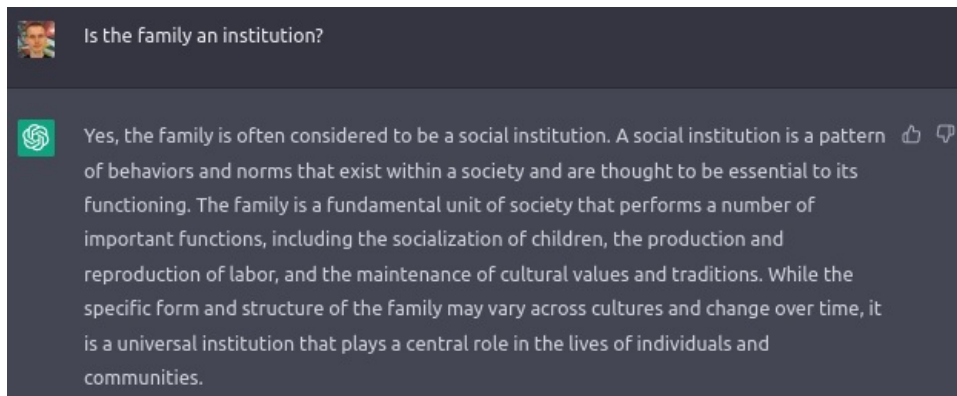 Is the family an institution?
Yes, the family is often considered to be a social institution. A social institution is a pattern
of behaviors and norms that exist within a society and are thought to be essential to its
functioning. The family is a fundamental unit of society that performs a number of
important functions, including the socialization of children, the production and
reproduction of labor, and the maintenance of cultural values and traditions. While the
specific form and structure of the family may vary across cultures and change over time, it
is a universal institution that plays a central role in the lives of individuals and
communities.